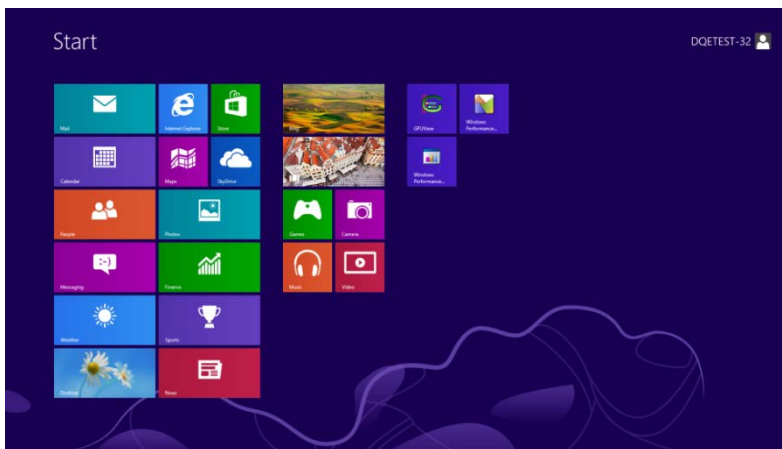 Start
DQETEST-32
Mail
Internet Explorer
Store
Calendar
Maps
SkyDrive
People
Photos
Messaging
Finance
Weather
Sports
Desktop
News
Bing
Games
Camera
Music
Video
GPUView
Windows
Performance...
Windows
Performance...